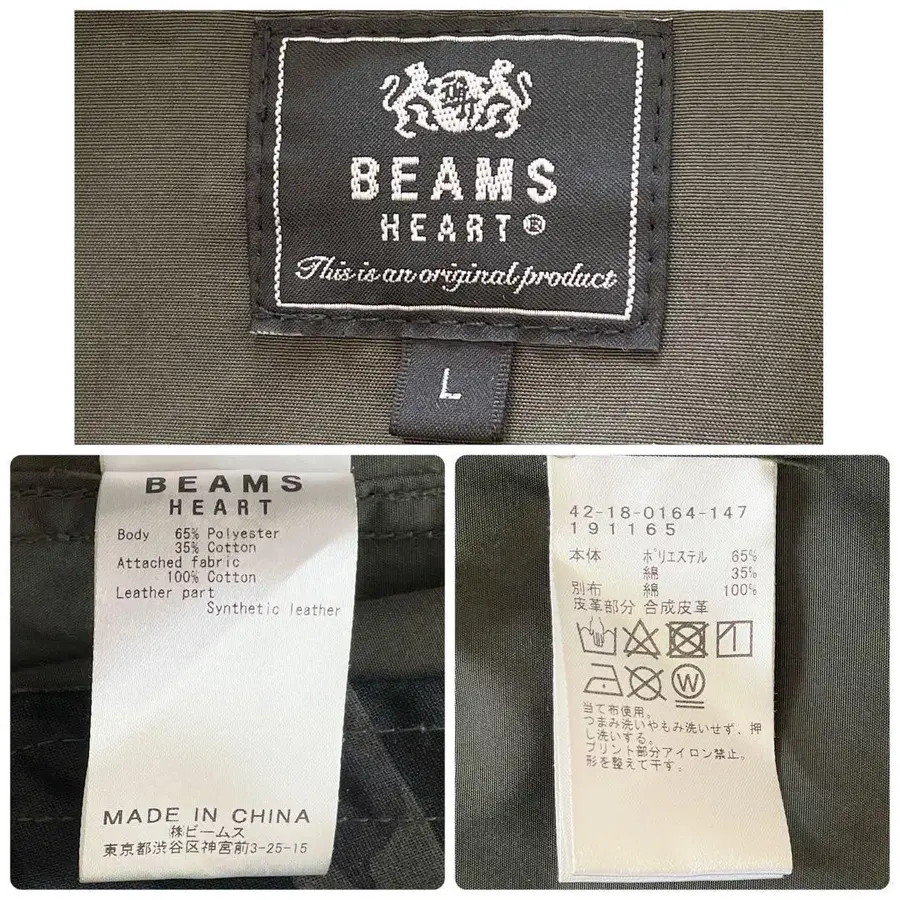 BEAMS
HEART®
This is an original product
L
BEAMS
HEART
Body 65% Polyester
35% Cotton
Attached fabric
100% Cotton
Leather part
Synthetic leather
MADE IN CHINA
㈱ビームス
東京都渋谷区神宮前3-25-15
42-18-0164-147
191165
本体 ポリエステル 65%
綿 35%
別布 綿 100%
皮革部分 合成皮革
W
当て布使用。
つまみ洗いやもみ洗いせず、押
し洗いする。
プリント部分アイロン禁止。
形を整えて干す。